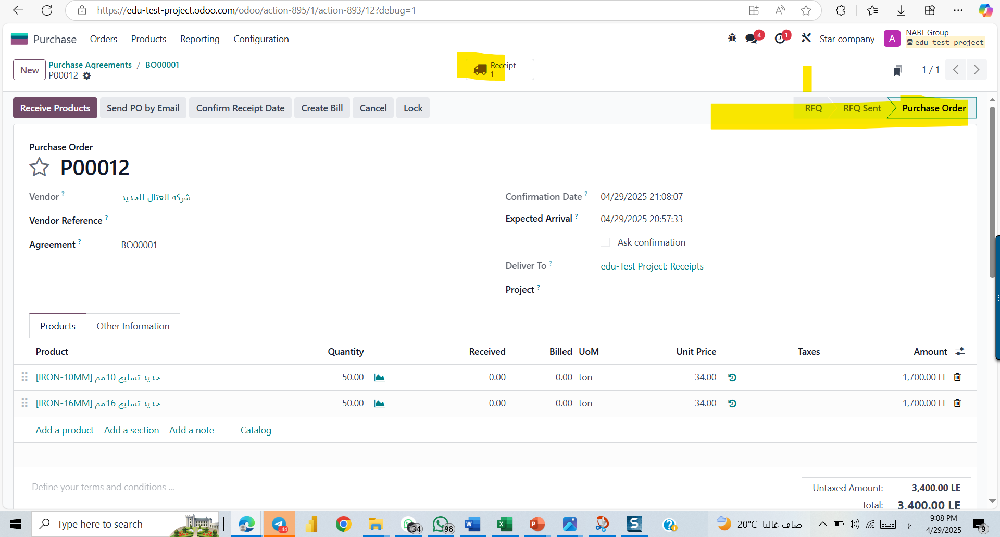 https://edu-test-project.odoo.com/odoo/action-895/1/action-893/12?debug=1
Purchase Orders Products Reporting Configuration
4 1 Star company A NABT Group
edu-test-project
New Purchase Agreements / BO00001
P00012
Receipt
1
1 / 1
Receive Products Send PO by Email Confirm Receipt Date Create Bill Cancel Lock RFQ RFQ Sent Purchase Order
Purchase Order
P00012
Vendor ? شركه العتال للحديد
Vendor Reference ?
Agreement ? BO00001
Confirmation Date ? 04/29/2025 21:08:07
Expected Arrival ? 04/29/2025 20:57:33
Ask confirmation
Deliver To ? edu-Test Project: Receipts
Project ?
Products Other Information
Product Quantity Received Billed UoM Unit Price Taxes Amount
[IRON-10MM] حديد تسليح 10مم 50.00 0.00 0.00 ton 34.00 1,700.00 LE
[IRON-16MM] حديد تسليح 16مم 50.00 0.00 0.00 ton 34.00 1,700.00 LE
Add a product Add a section Add a note Catalog
Define your terms and conditions ...
Untaxed Amount: 3,400.00 LE
Total: 3,400.00 LE
Type here to search
.44 34 98 W X P S
20°C صافٍ غالبًا ع
9:08 PM
4/29/2025
9